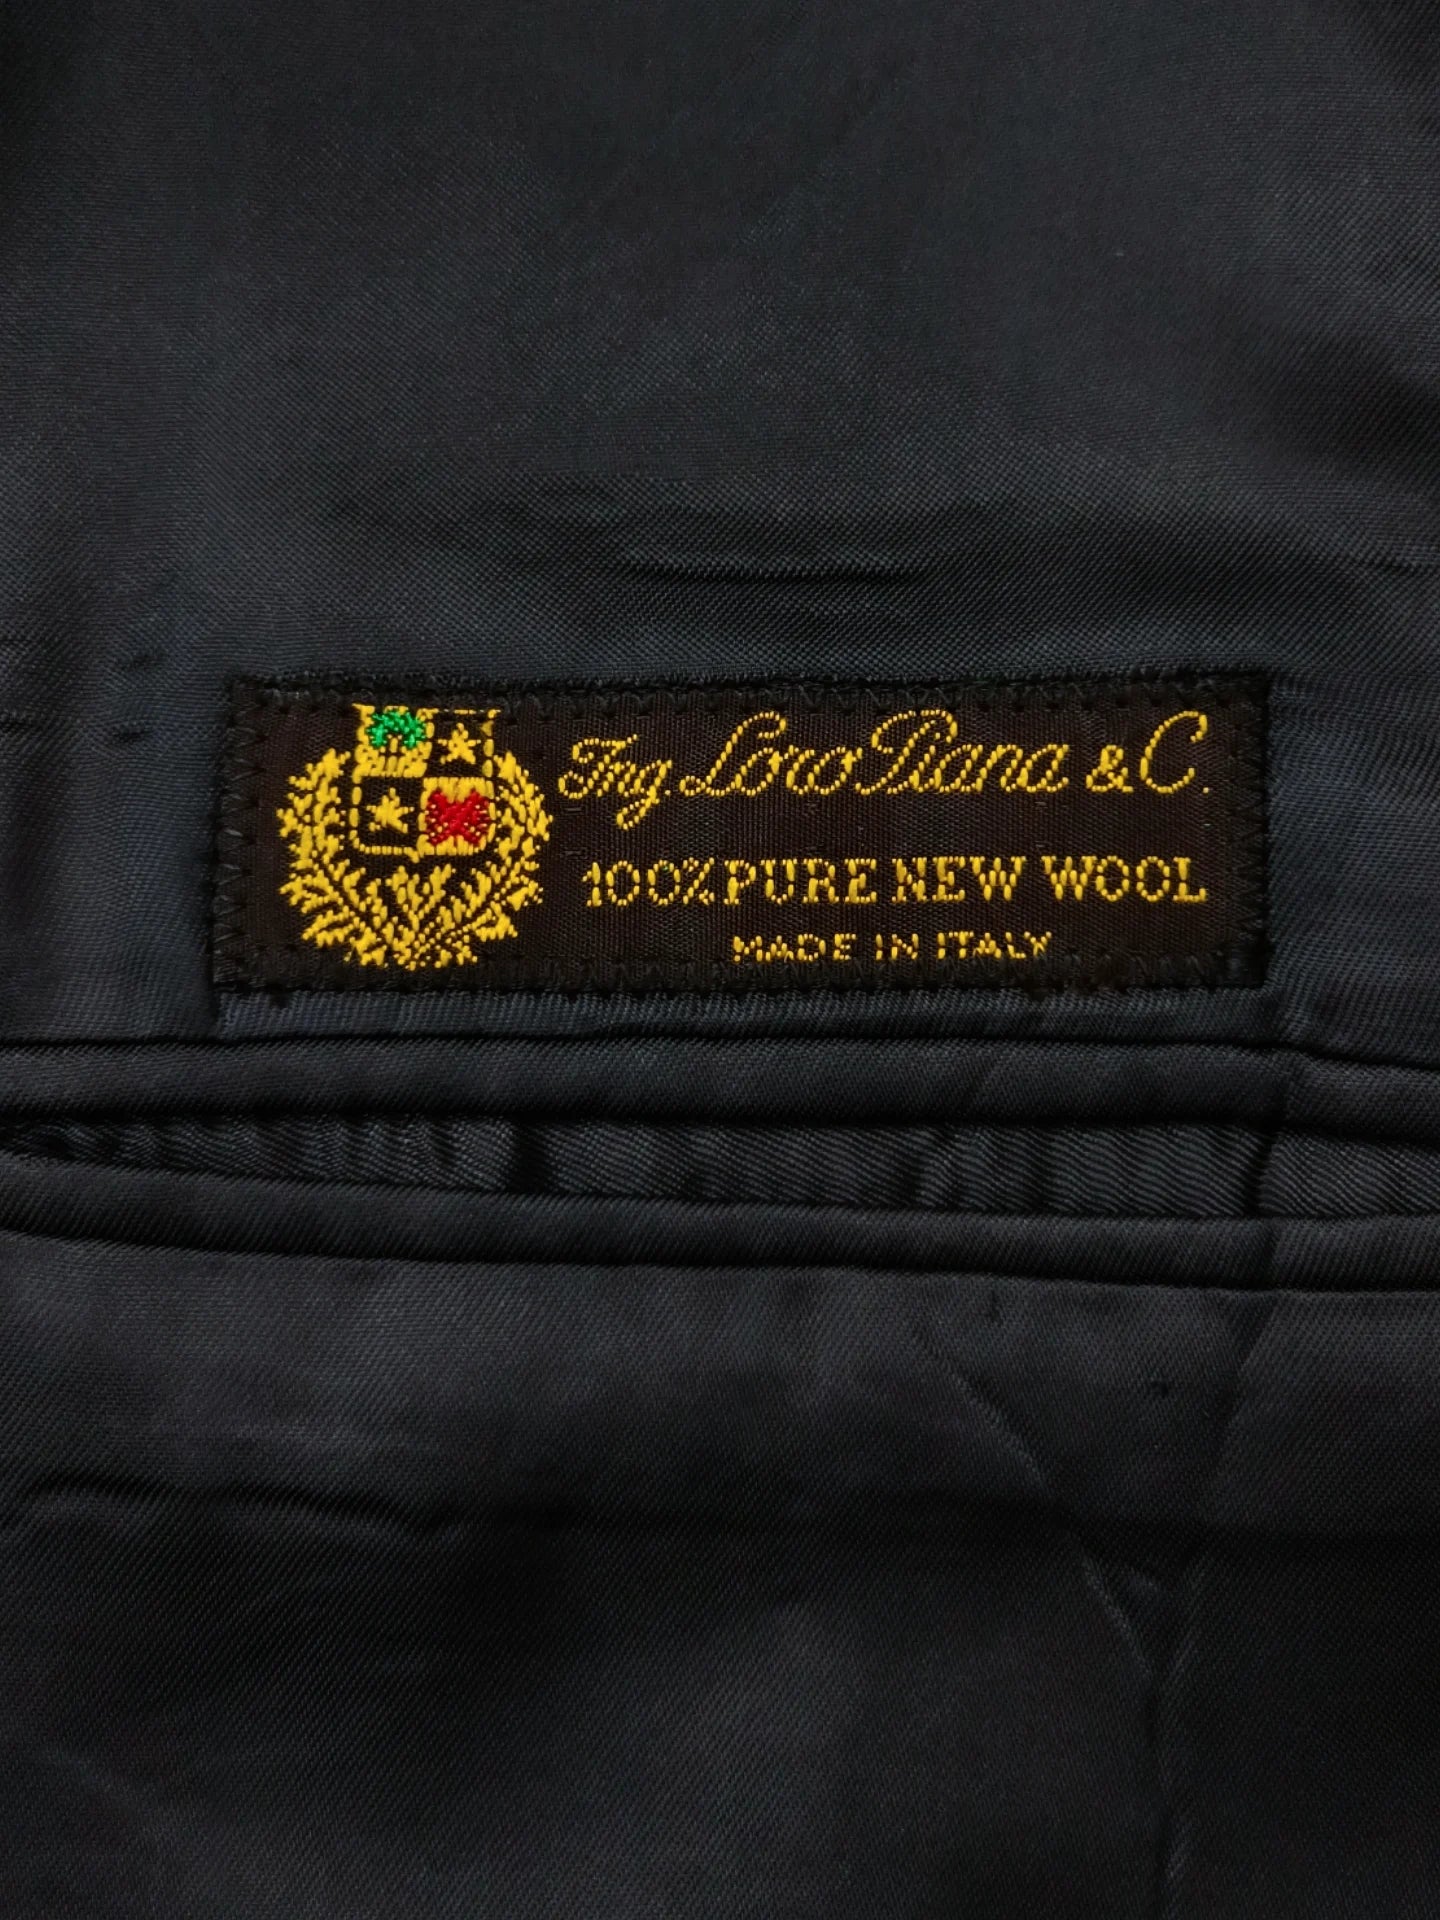 Ing. Loro Piana & C.
100% PURE NEW WOOL
MADE IN ITALY